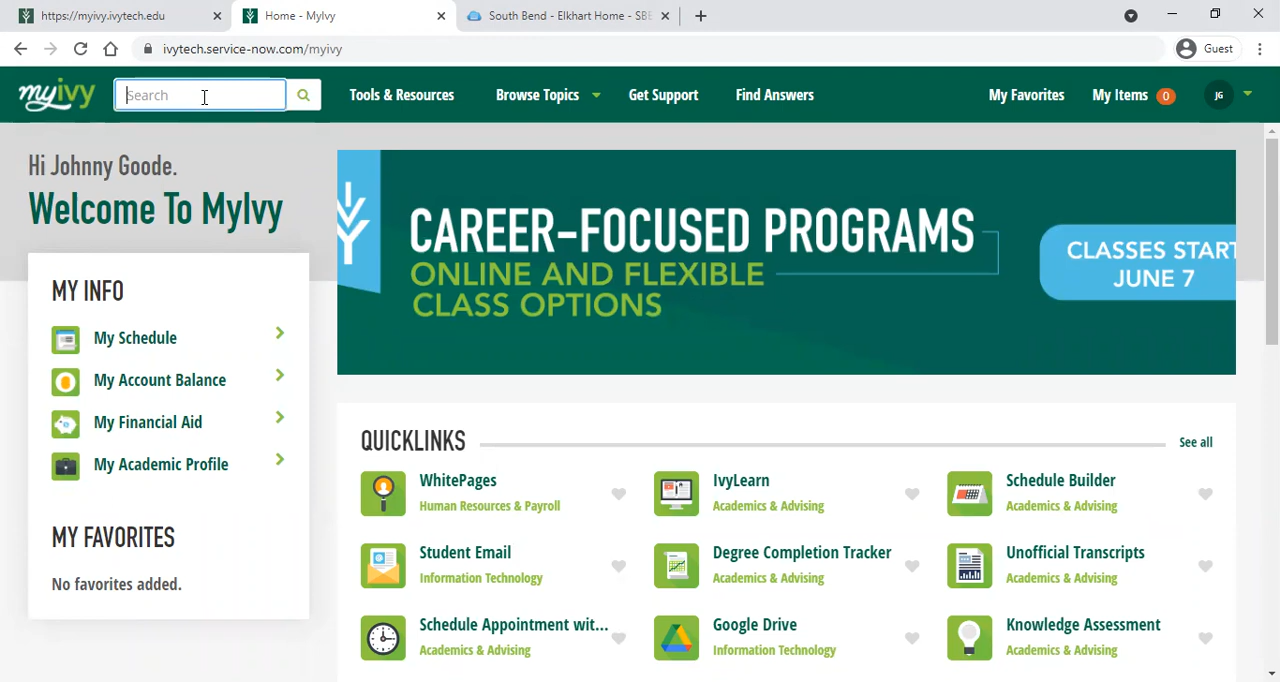 https://myivy.ivytech.edu
Home - MyIvy
South Bend - Elkhart Home - SBE
ivytech.service-now.com/myivy
Guest
myivy
Search
Tools & Resources
Browse Topics
Get Support
Find Answers
My Favorites
My Items 0
JG
Hi Johnny Goode.
Welcome To MyIvy
CAREER-FOCUSED PROGRAMS
ONLINE AND FLEXIBLE
CLASS OPTIONS
CLASSES START
JUNE 7
MY INFO
My Schedule
My Account Balance
My Financial Aid
My Academic Profile
MY FAVORITES
No favorites added.
QUICKLINKS
See all
WhitePages
Human Resources & Payroll
IvyLearn
Academics & Advising
Schedule Builder
Academics & Advising
Student Email
Information Technology
Degree Completion Tracker
Academics & Advising
Unofficial Transcripts
Academics & Advising
Schedule Appointment wit...
Academics & Advising
Google Drive
Information Technology
Knowledge Assessment
Academics & Advising